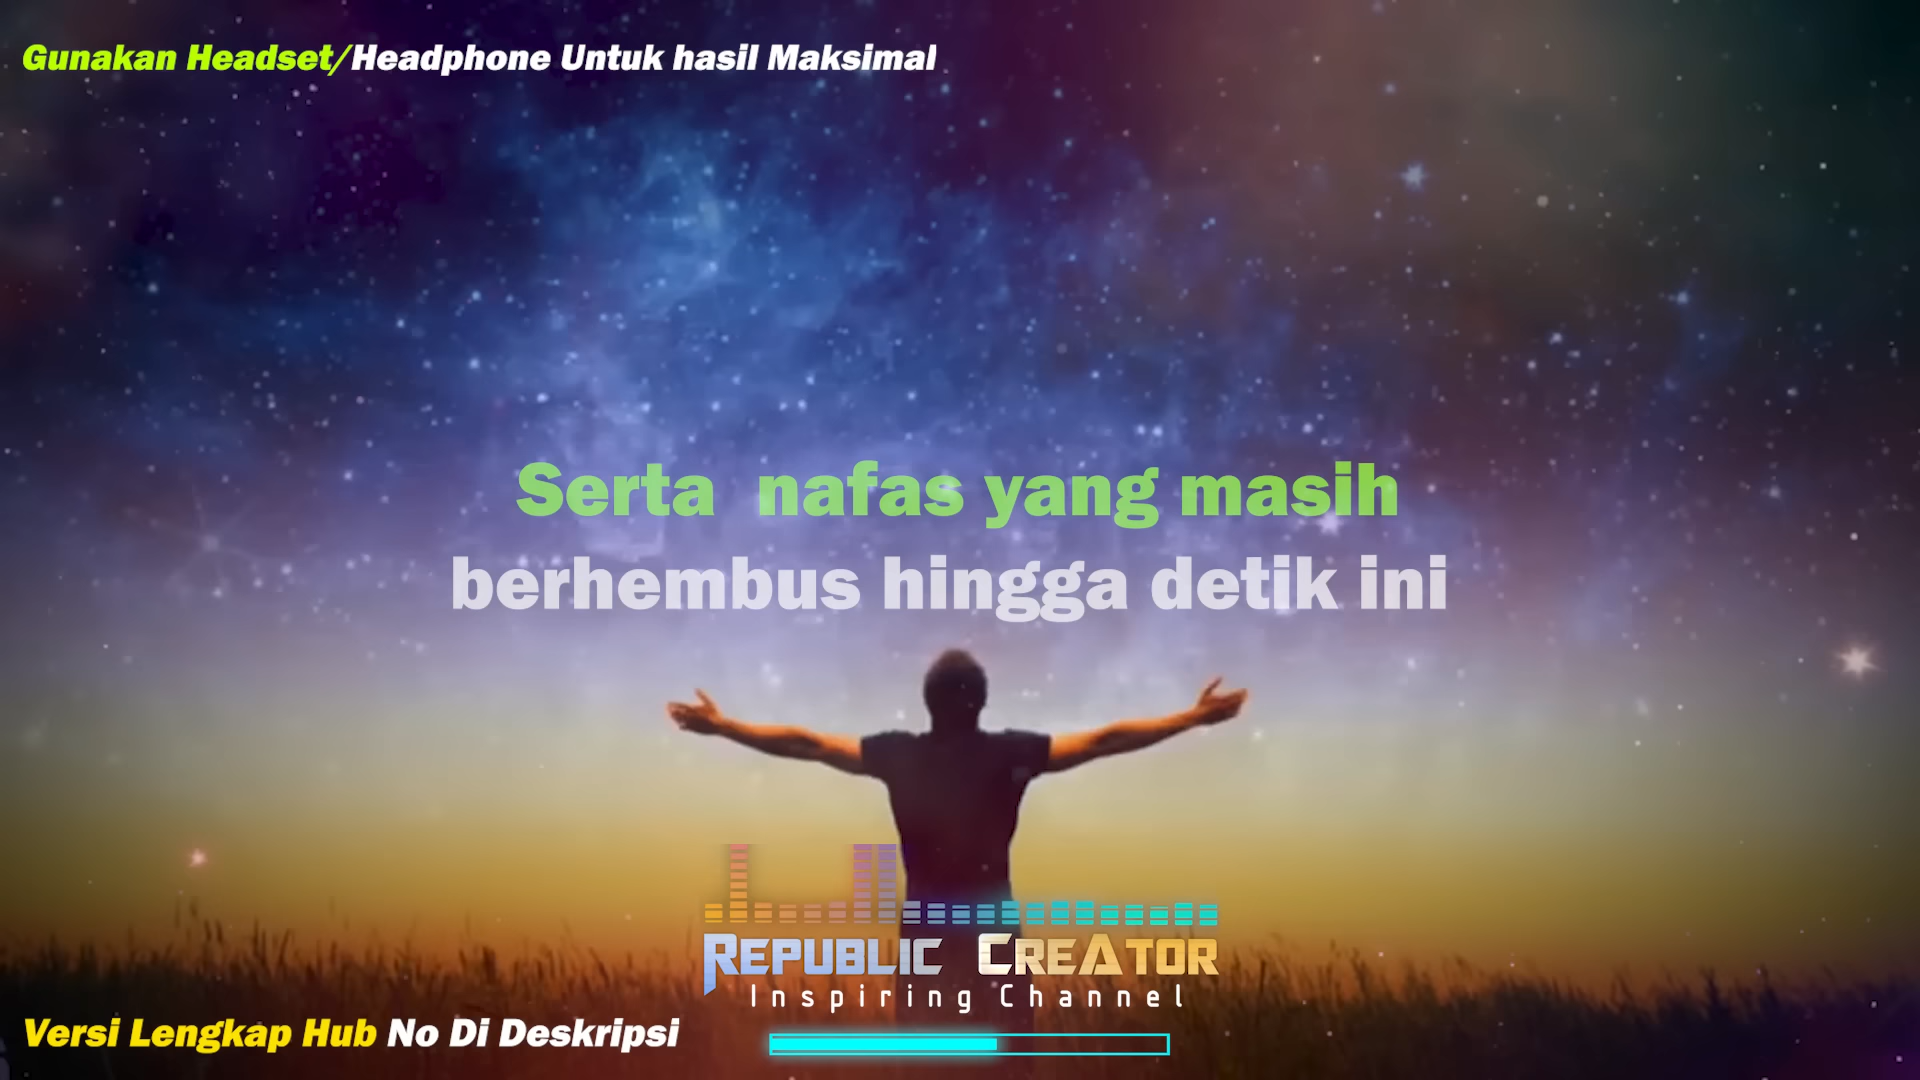 Gunakan Headset/Headphone Untuk hasil Maksimal
Serta nafas yang masih
berhembus hingga detik ini
Republic Creator
Inspiring Channel
Versi Lengkap Hub No Di Deskripsi